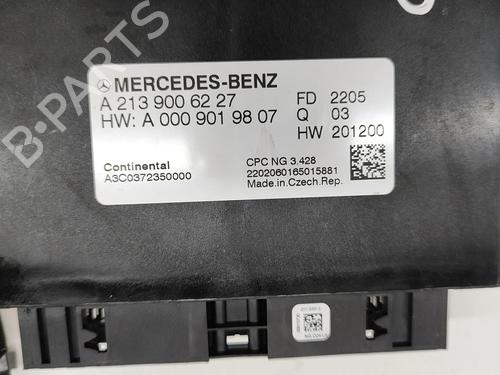 B-PARTS
MERCEDES-BENZ
A 213 900 62 27 FD 2205
HW: A 000 901 98 07 Q 03
HW 201200
Continental CPC NG 3.428
A3C0372350000 2202060165015881
Made in Czech.Rep.